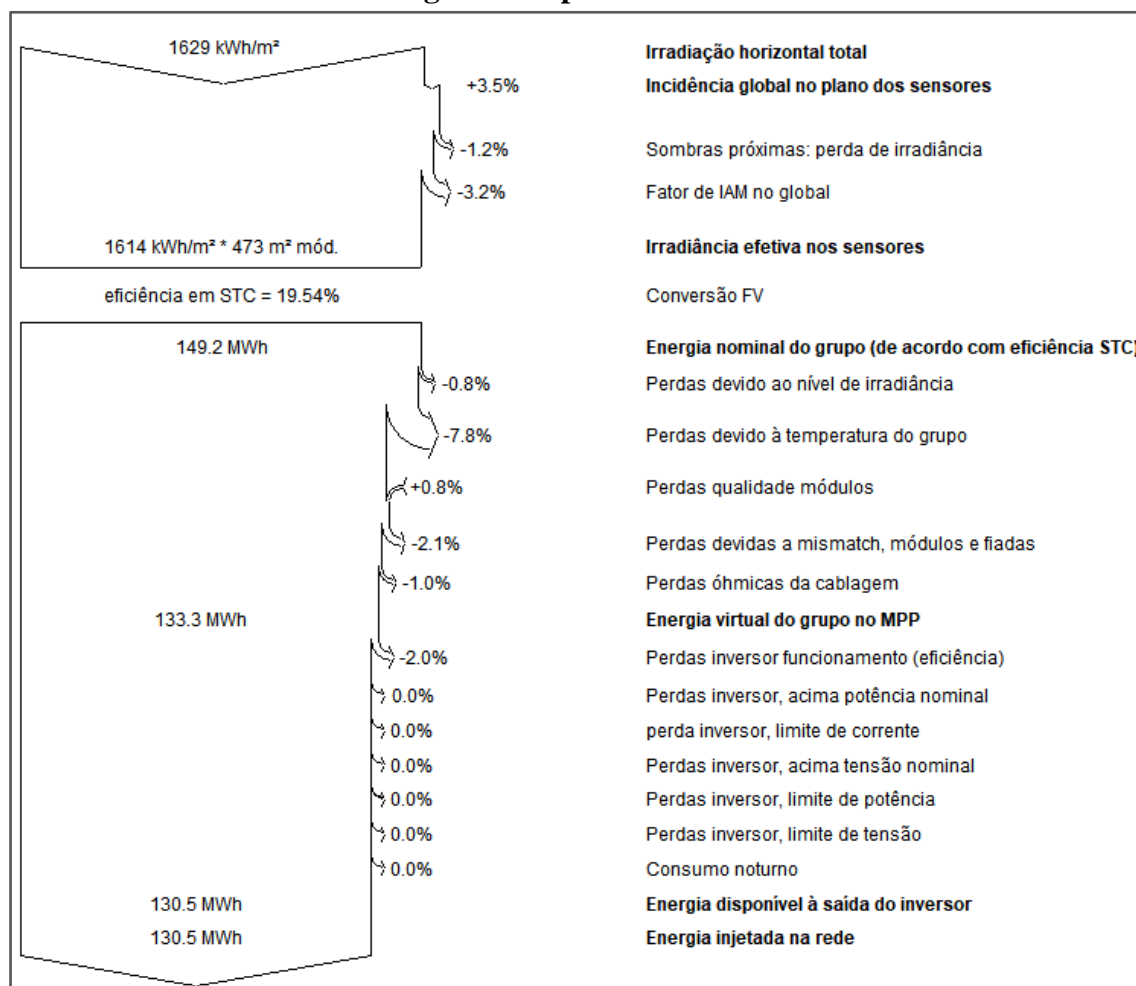 1629 kWh/m² Irradiação horizontal total
+3.5% Incidência global no plano dos sensores
-1.2% Sombras próximas: perda de irradiância
-3.2% Fator de IAM no global
1614 kWh/m² * 473 m² mód. Irradiância efetiva nos sensores
eficiência em STC = 19.54% Conversão FV
149.2 MWh Energia nominal do grupo (de acordo com eficiência STC)
-0.8% Perdas devido ao nível de irradiância
-7.8% Perdas devido à temperatura do grupo
+0.8% Perdas qualidade módulos
-2.1% Perdas devidas a mismatch, módulos e fiadas
-1.0% Perdas óhmicas da cablagem
133.3 MWh Energia virtual do grupo no MPP
-2.0% Perdas inversor funcionamento (eficiência)
0.0% Perdas inversor, acima potência nominal
0.0% perda inversor, limite de corrente
0.0% Perdas inversor, acima tensão nominal
0.0% Perdas inversor, limite de potência
0.0% Perdas inversor, limite de tensão
0.0% Consumo noturno
130.5 MWh Energia disponível à saída do inversor
130.5 MWh Energia injetada na rede